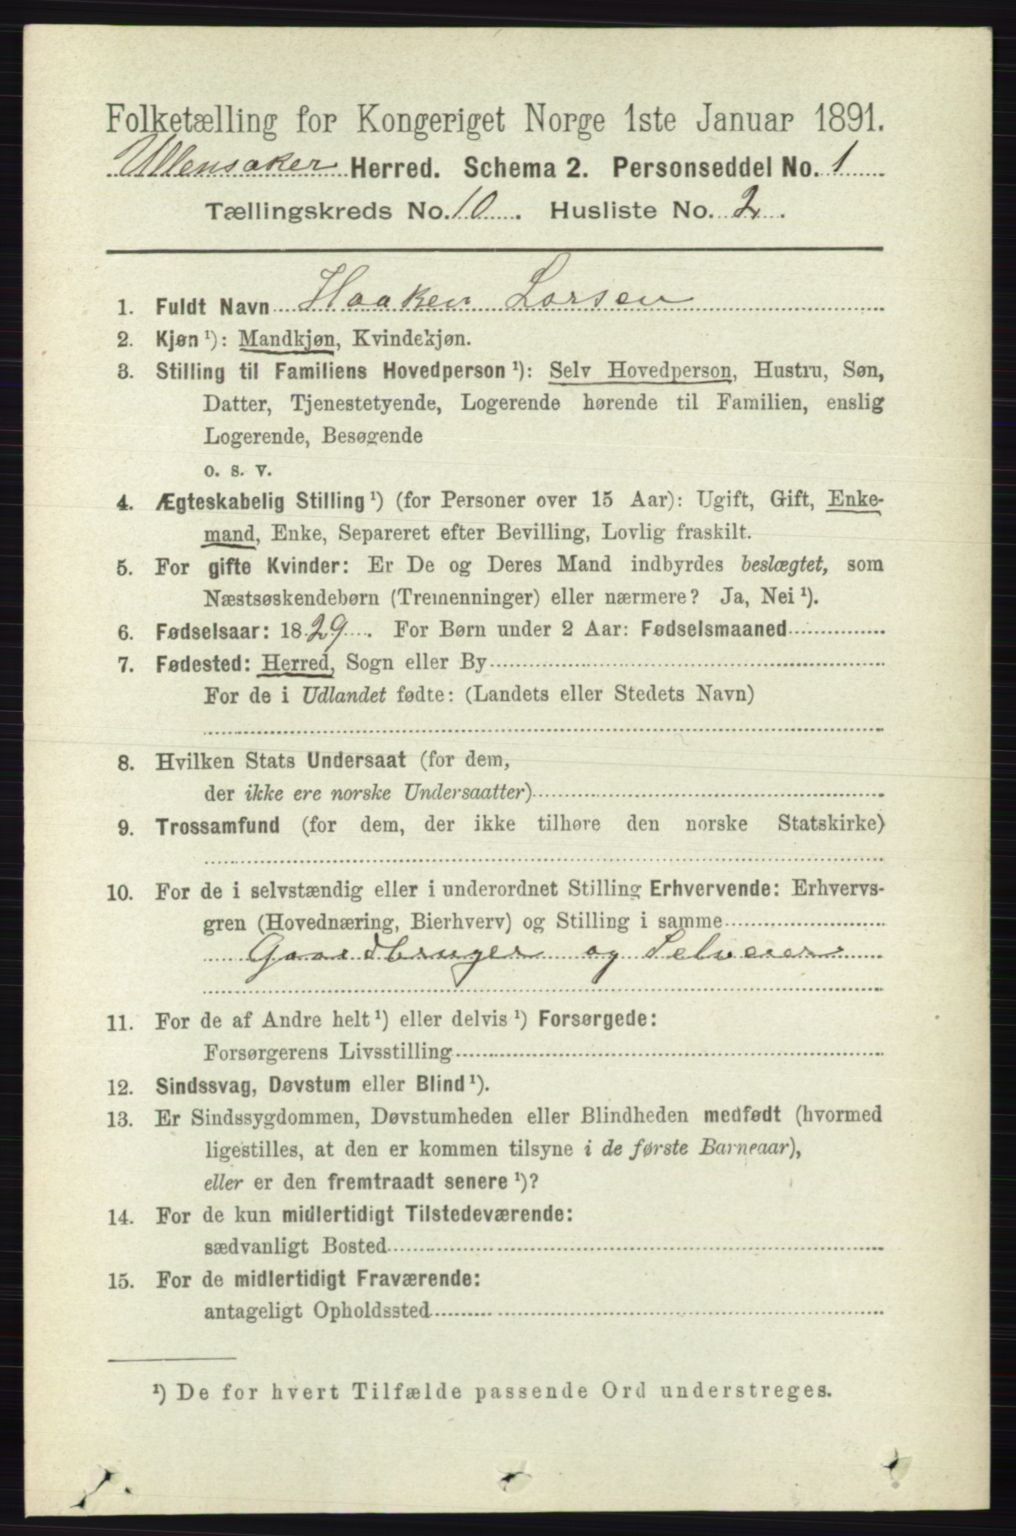 Folketælling for Kongeriget Norge 1ste Januar 1891.
Ullensaker Herred. Schema 2. Personseddel No. 1
Tællingskreds No. 10. Husliste No. 2.
1. Fuldt Navn Haaken Larsen
2. Kjøn ¹): Mandkjøn, Kvindekjøn.
3. Stilling til Familiens Hovedperson ¹): Selv Hovedperson, Hustru, Søn,
Datter, Tjenestetyende, Logerende hørende til Familien, enslig
Logerende, Besøgende
o. s. v.
4. Ægteskabelig Stilling ¹) (for Personer over 15 Aar): Ugift, Gift, Enke-
mand, Enke, Separeret efter Bevilling, Lovlig fraskilt.
5. For gifte Kvinder: Er De og Deres Mand indbyrdes beslægtet, som
Næstsøskendebørn (Tremenninger) eller nærmere? Ja, Nei ¹).
6. Fødselsaar: 1829. For Børn under 2 Aar: Fødselsmaaned
7. Fødested: Herred, Sogn eller By
For de i Udlandet fødte: (Landets eller Stedets Navn)
8. Hvilken Stats Undersaat (for dem,
der ikke ere norske Undersaatter)
9. Trossamfund (for dem, der ikke tilhøre den norske Statskirke)
10. For de i selvstændig eller i underordnet Stilling Erhvervende: Erhvervs-
gren (Hovednæring, Bierhverv) og Stilling i samme
Gaardbruger og Selveier
11. For de af Andre helt ¹) eller delvis ¹) Forsørgede:
Forsørgerens Livsstilling
12. Sindssvag, Døvstum eller Blind ¹).
13. Er Sindssygdommen, Døvstumheden eller Blindheden medfødt (hvormed
ligestilles, at den er kommen tilsyne i de første Barneaar),
eller er den fremtraadt senere ¹)?
14. For de kun midlertidigt Tilstedeværende:
sædvanligt Bosted
15. For de midlertidigt Fraværende:
antageligt Opholdssted
¹) De for hvert Tilfælde passende Ord understreges.